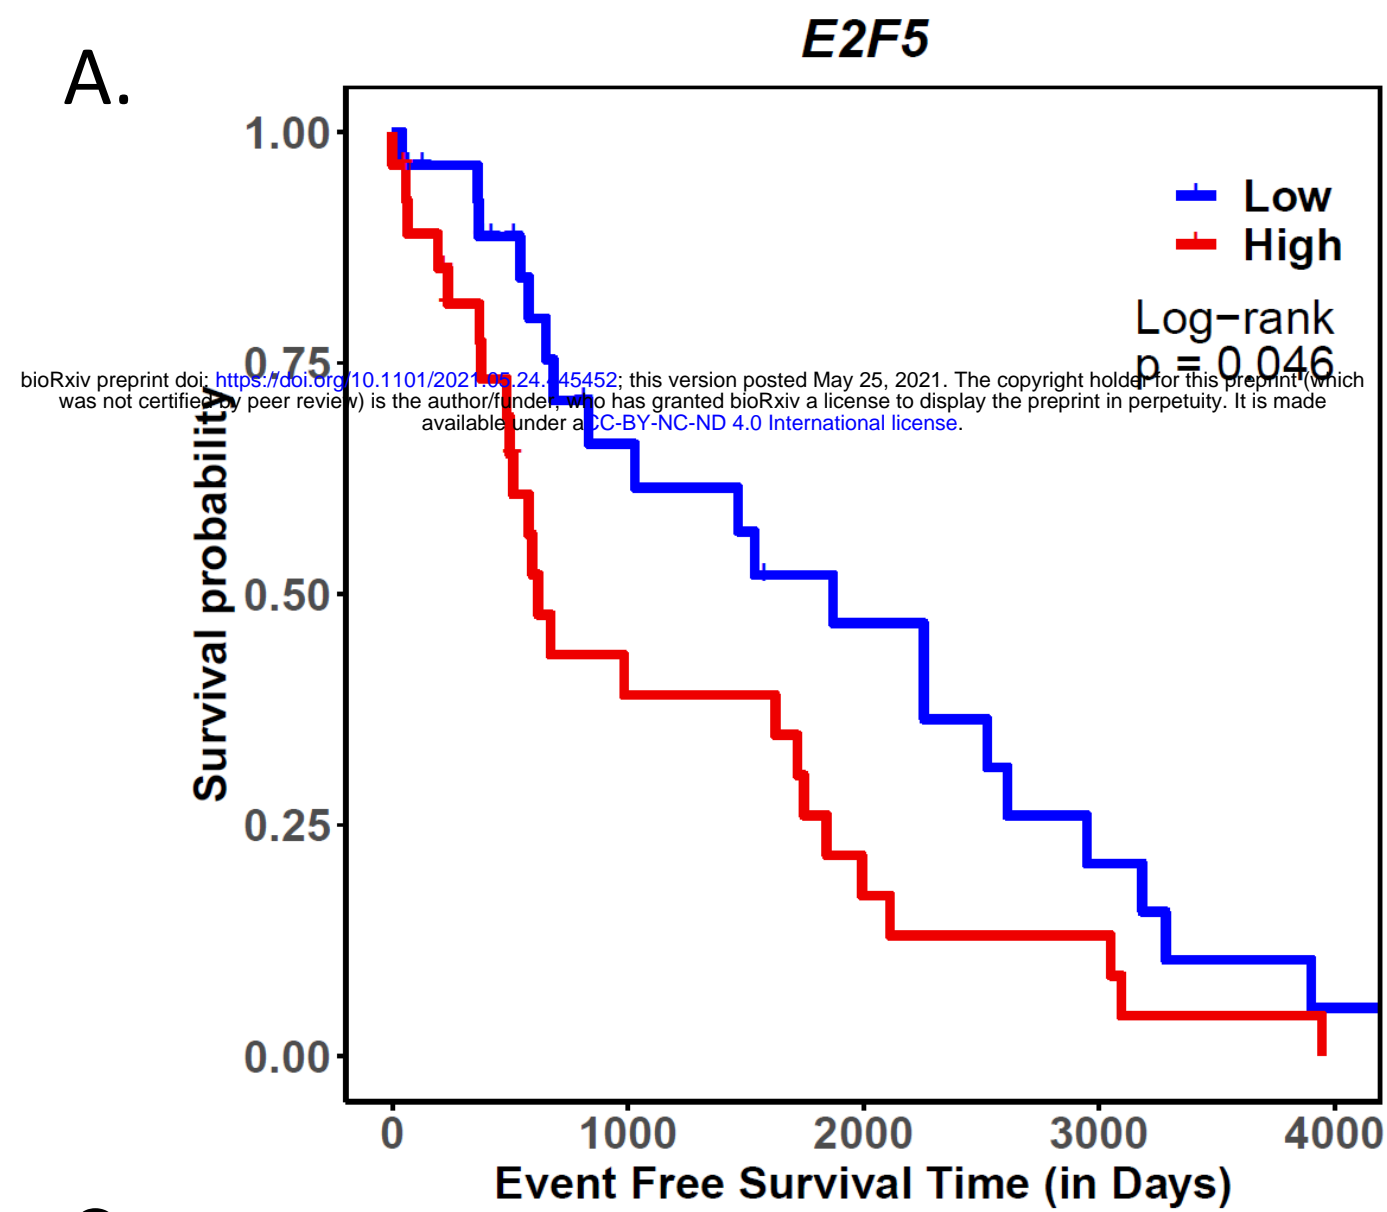 E2F5
A.
1.00
Low
High
Log−rank
p = 0.046
0.75
bioRxiv preprint doi: https://doi.org/10.1101/2021.05.24.445452; this version posted May 25, 2021. The copyright holder for this preprint (which
was not certified by peer review) is the author/funder, who has granted bioRxiv a license to display the preprint in perpetuity. It is made
available under aCC-BY-NC-ND 4.0 International license.
Survival probability
0.50
0.25
0.00
0 1000 2000 3000 4000
Event Free Survival Time (in Days)